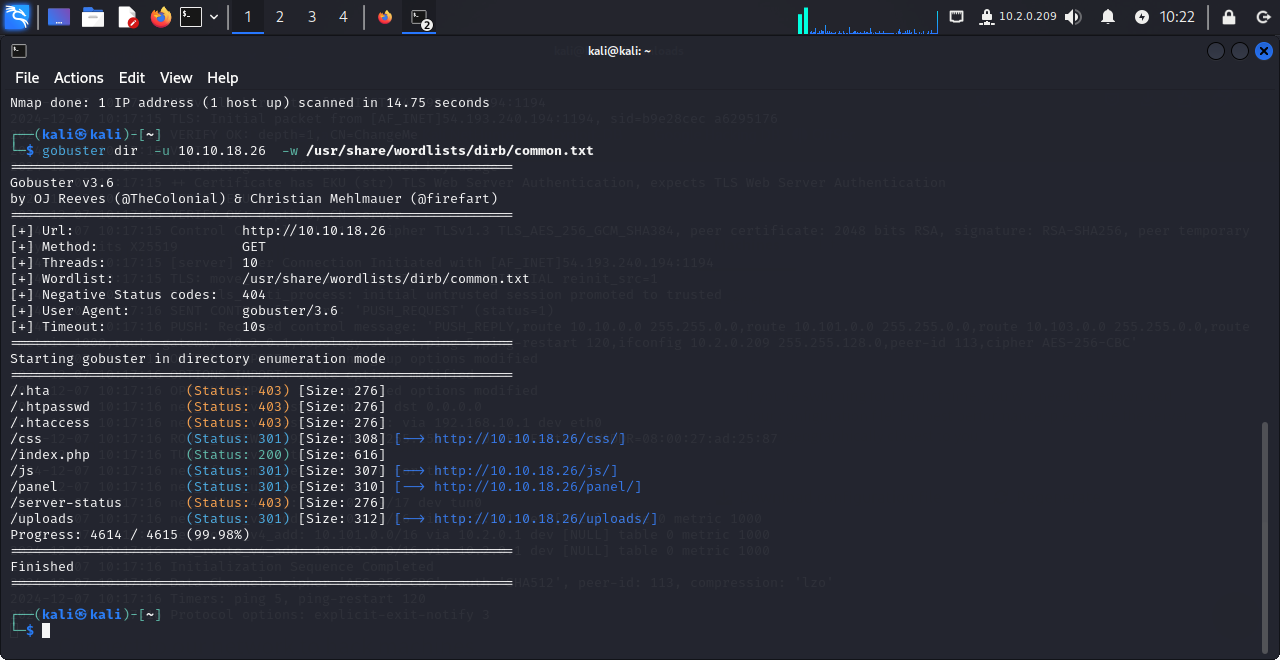 1 2 3 4 2 10.2.0.209 10:22
kali@kali: ~
File Actions Edit View Help
Nmap done: 1 IP address (1 host up) scanned in 14.75 seconds
┌──(kali㉿kali)-[~]
└─$ gobuster dir -u 10.10.18.26 -w /usr/share/wordlists/dirb/common.txt
===============================================================
Gobuster v3.6
by OJ Reeves (@TheColonial) & Christian Mehlmauer (@firefart)
===============================================================
[+] Url: http://10.10.18.26
[+] Method: GET
[+] Threads: 10
[+] Wordlist: /usr/share/wordlists/dirb/common.txt
[+] Negative Status codes: 404
[+] User Agent: gobuster/3.6
[+] Timeout: 10s
===============================================================
Starting gobuster in directory enumeration mode
===============================================================
/.hta (Status: 403) [Size: 276]
/.htpasswd (Status: 403) [Size: 276]
/.htaccess (Status: 403) [Size: 276]
/css (Status: 301) [Size: 308] [--> http://10.10.18.26/css/]
/index.php (Status: 200) [Size: 616]
/js (Status: 301) [Size: 307] [--> http://10.10.18.26/js/]
/panel (Status: 301) [Size: 310] [--> http://10.10.18.26/panel/]
/server-status (Status: 403) [Size: 276]
/uploads (Status: 301) [Size: 312] [--> http://10.10.18.26/uploads/]
Progress: 4614 / 4615 (99.98%)
===============================================================
Finished
===============================================================
┌──(kali㉿kali)-[~]
└─$